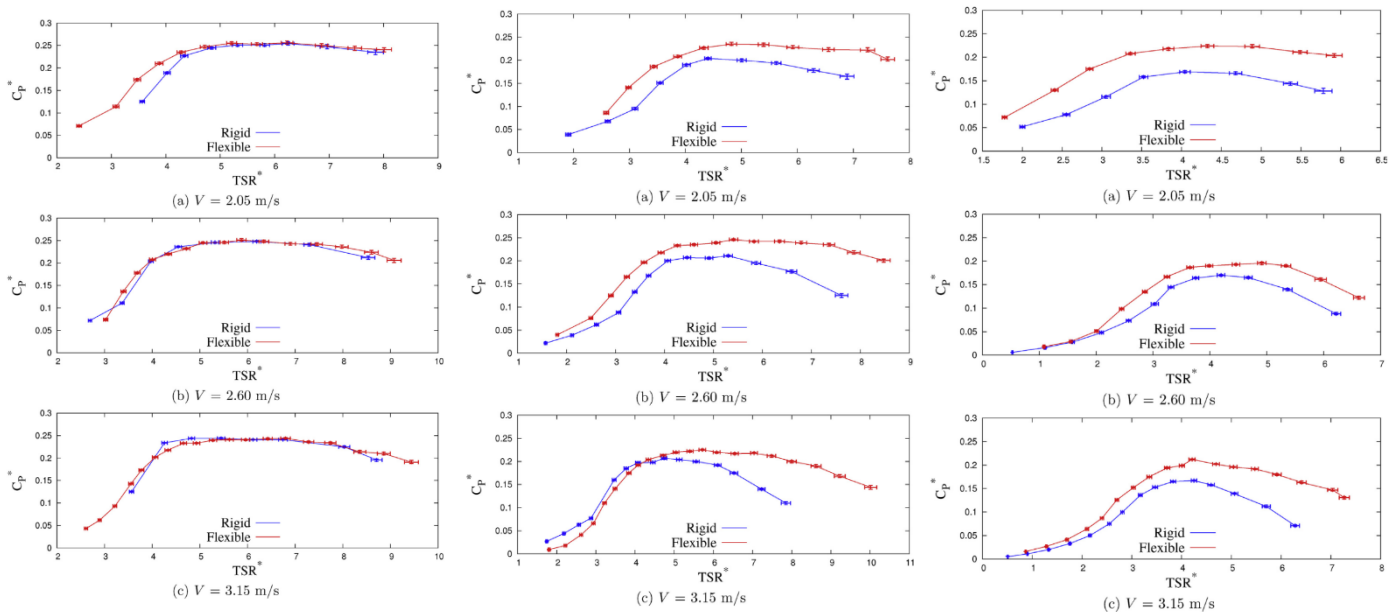 0.3
0.25
0.2
0.15
0.1
0.05
0
C_P^*
Rigid
Flexible
2 3 4 5 6 7 8 9
TSR^*
(a) V = 2.05 m/s
0.3
0.25
0.2
0.15
0.1
0.05
0
C_P^*
Rigid
Flexible
1 2 3 4 5 6 7 8
TSR^*
(a) V = 2.05 m/s
0.3
0.25
0.2
0.15
0.1
0.05
0
C_P^*
Rigid
Flexible
1.5 2 2.5 3 3.5 4 4.5 5 5.5 6 6.5
TSR^*
(a) V = 2.05 m/s
0.3
0.25
0.2
0.15
0.1
0.05
0
C_P^*
Rigid
Flexible
2 3 4 5 6 7 8 9 10
TSR^*
(b) V = 2.60 m/s
0.3
0.25
0.2
0.15
0.1
0.05
0
C_P^*
Rigid
Flexible
1 2 3 4 5 6 7 8 9
TSR^*
(b) V = 2.60 m/s
0.3
0.25
0.2
0.15
0.1
0.05
0
C_P^*
Rigid
Flexible
0 1 2 3 4 5 6 7
TSR^*
(b) V = 2.60 m/s
0.3
0.25
0.2
0.15
0.1
0.05
0
C_P^*
Rigid
Flexible
2 3 4 5 6 7 8 9 10
TSR^*
(c) V = 3.15 m/s
0.3
0.25
0.2
0.15
0.1
0.05
0
C_P^*
Rigid
Flexible
1 2 3 4 5 6 7 8 9 10 11
TSR^*
(c) V = 3.15 m/s
0.3
0.25
0.2
0.15
0.1
0.05
0
C_P^*
Rigid
Flexible
0 1 2 3 4 5 6 7 8
TSR^*
(c) V = 3.15 m/s